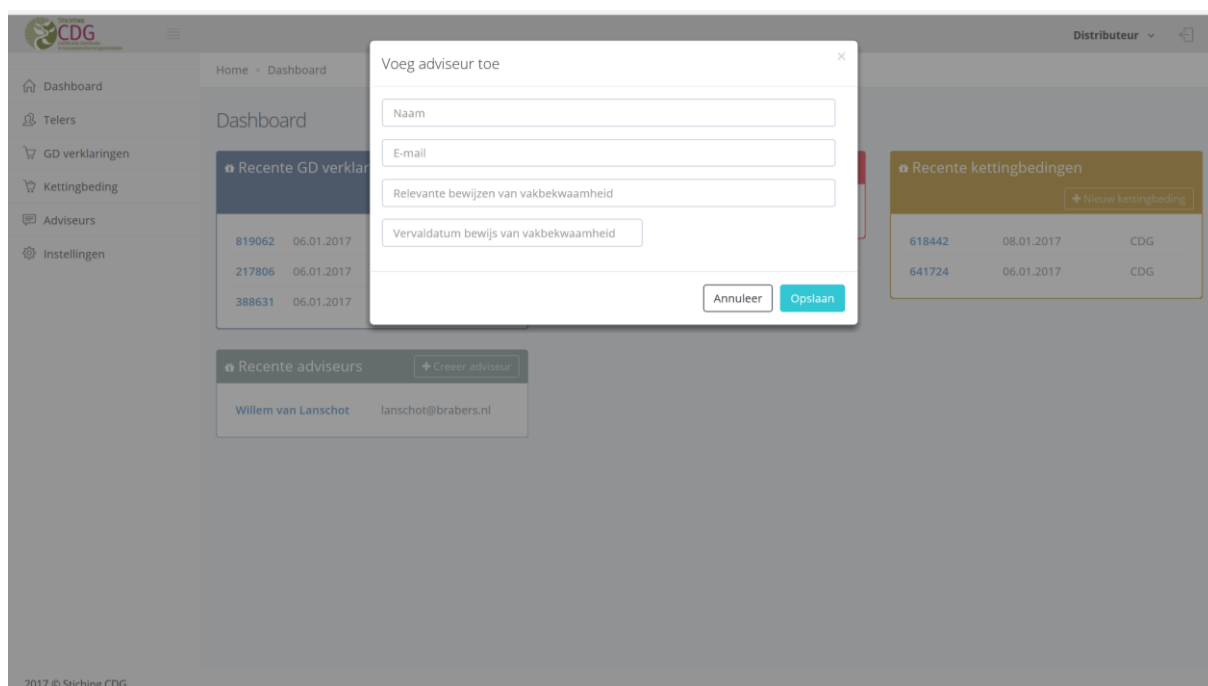 Stichting
CDG
Distributeur
Home - Dashboard
Dashboard
Telers
GD verklaringen
Kettingbeding
Adviseurs
Instellingen
Dashboard
Voeg adviseur toe
×
Naam
E-mail
Relevante bewijzen van vakbekwaamheid
Vervaldatum bewijs van vakbekwaamheid
Annuleer
Opslaan
Recente GD verklar
819062 06.01.2017
217806 06.01.2017
388631 06.01.2017
Recente kettingbedingen
+ Nieuw kettingbeding
618442 08.01.2017 CDG
641724 06.01.2017 CDG
Recente adviseurs
+ Creeer adviseur
Willem van Lanschot lanschot@brabers.nl
2017 © Stiching CDG